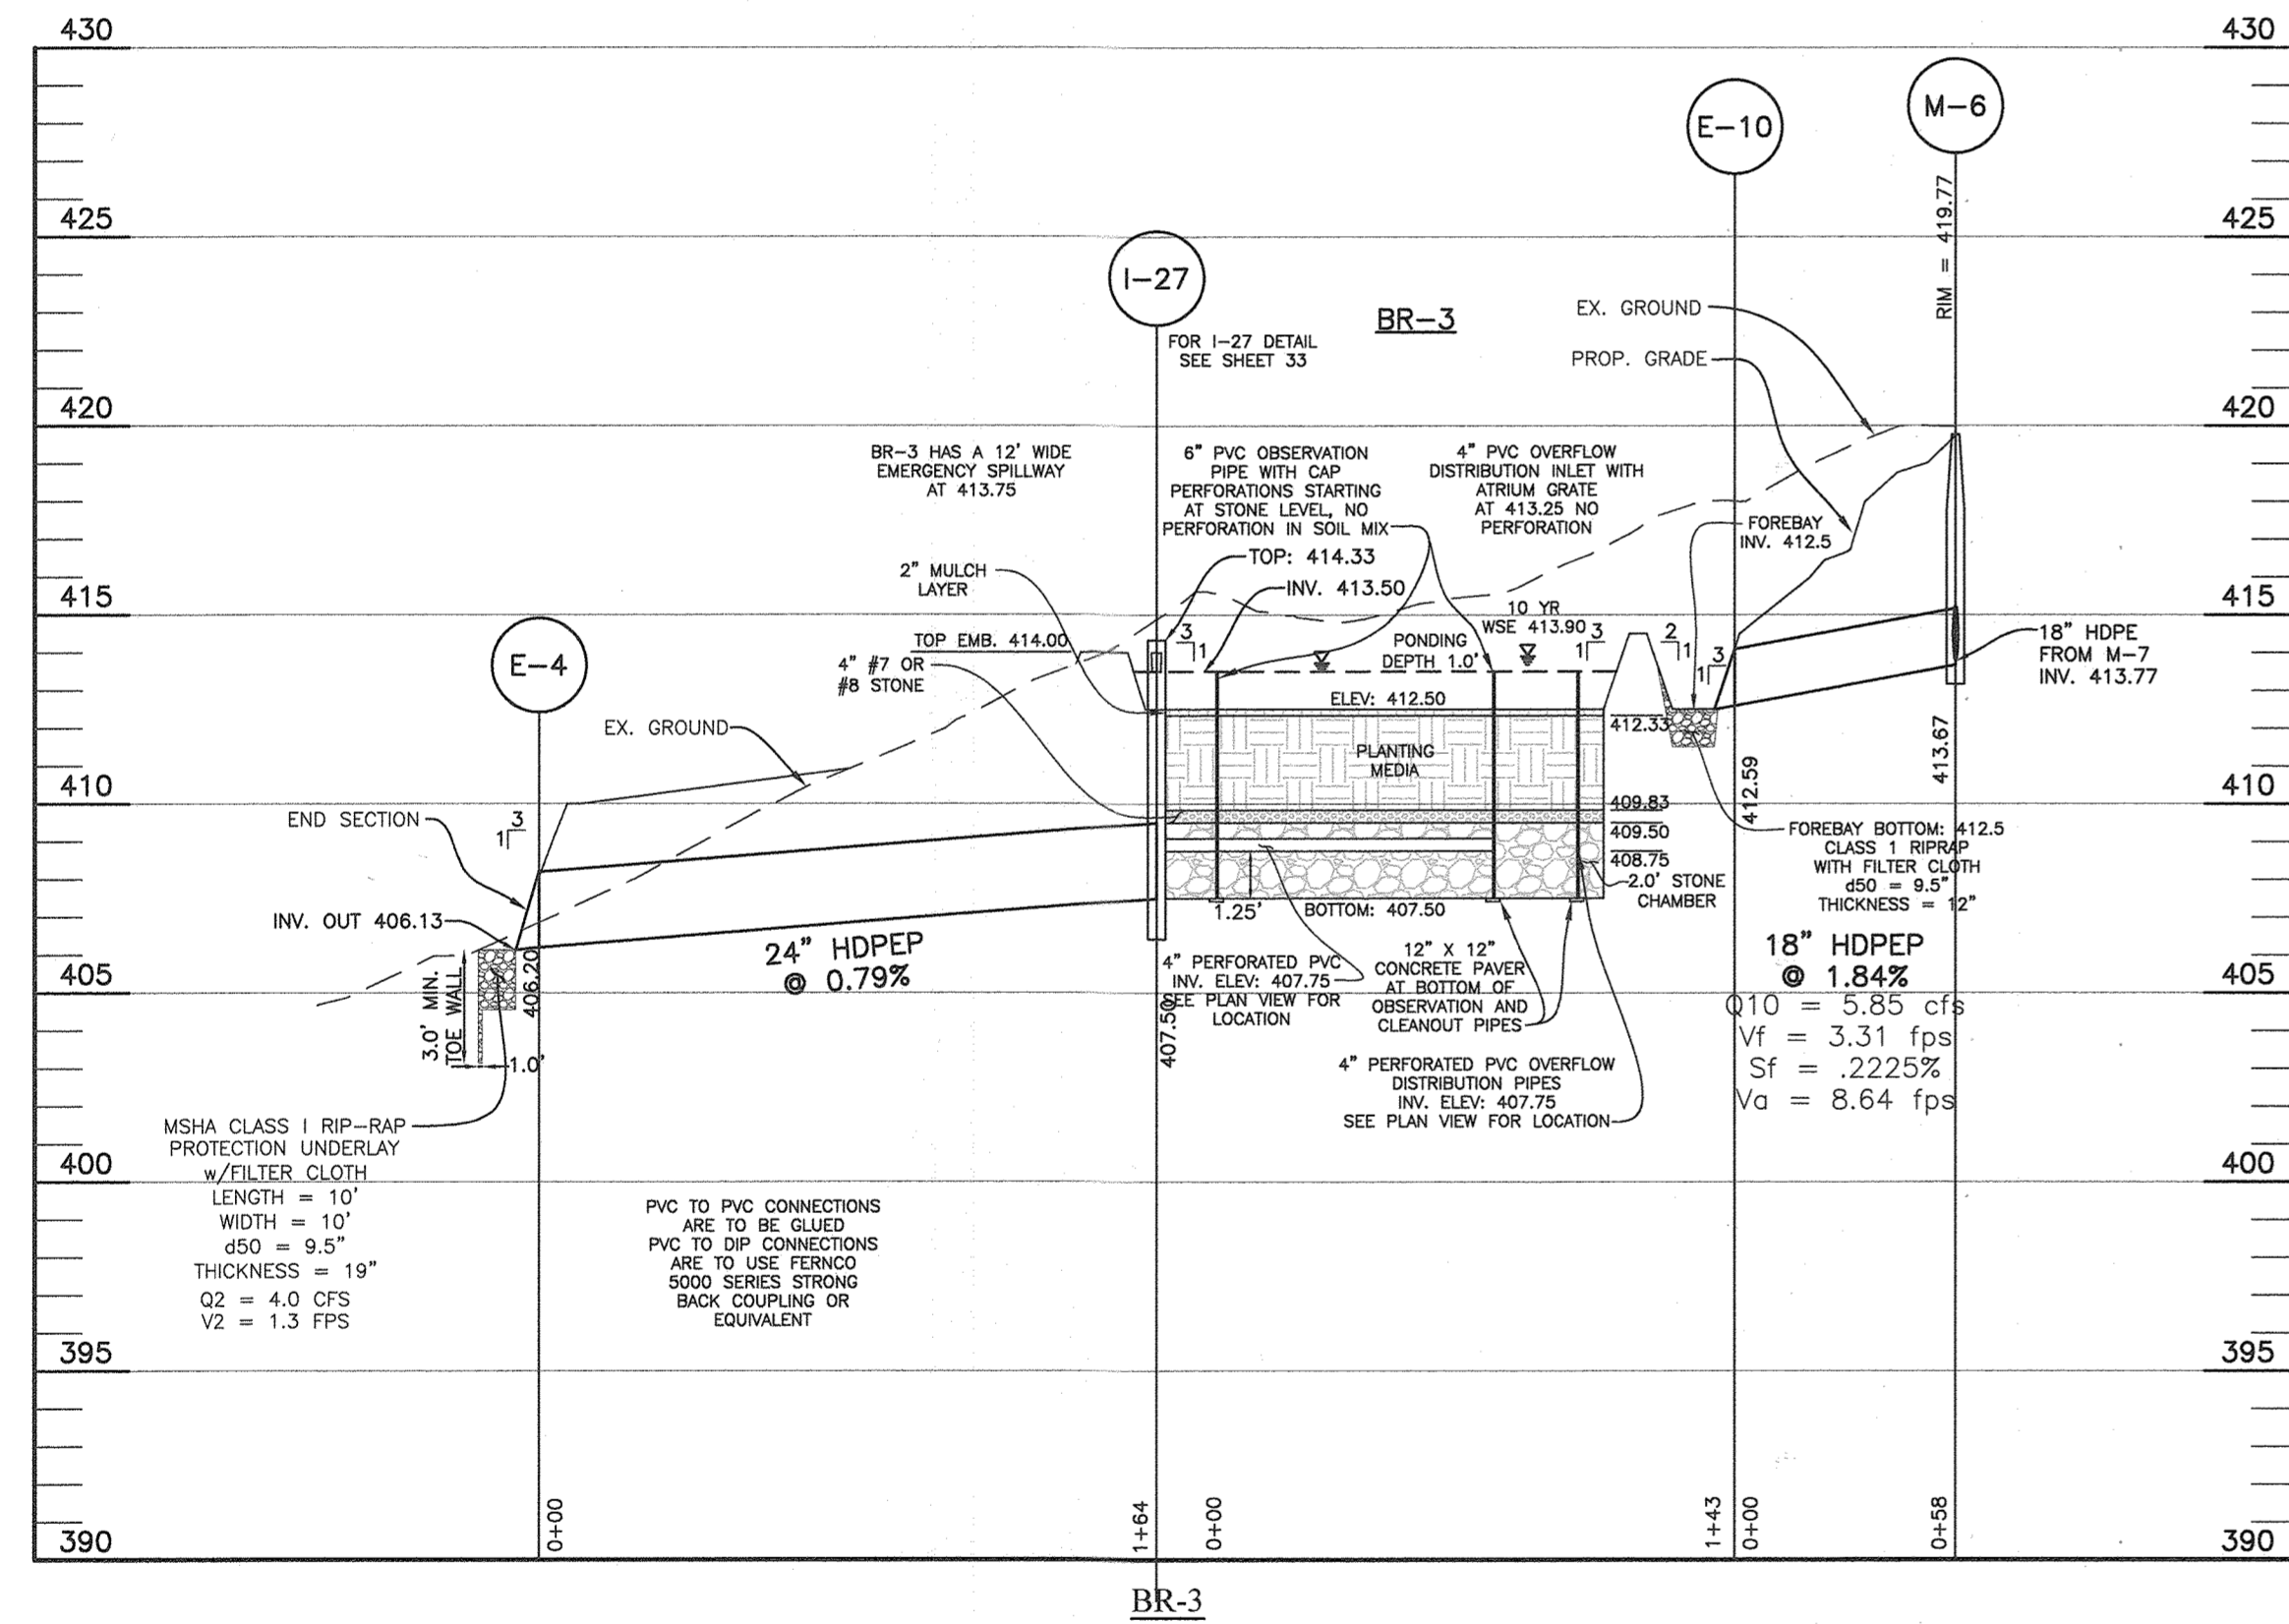 430
430
M-6
E-10
RIM = 419.77
425
425
I-27
EX. GROUND
BR-3
FOR I-27 DETAIL
SEE SHEET 33
PROP. GRADE
420
420
BR-3 HAS A 12' WIDE
EMERGENCY SPILLWAY
AT 413.75
6" PVC OBSERVATION
PIPE WITH CAP
PERFORATIONS STARTING
AT STONE LEVEL, NO
PERFORATION IN SOIL MIX
4" PVC OVERFLOW
DISTRIBUTION INLET WITH
ATRIUM GRATE
AT 413.25 NO
PERFORATION
FOREBAY
INV. 412.5
TOP: 414.33
2" MULCH
LAYER
INV. 413.50
415
415
10 YR
WSE 413.90
TOP EMB. 414.00
3
1
PONDING
DEPTH 1.0'
3
1
2
1
3
1
18" HDPE
FROM M-7
INV. 413.77
4" #7 OR
#8 STONE
E-4
ELEV: 412.50
412.33
EX. GROUND
PLANTING
MEDIA
413.67
412.59
410
410
409.83
END SECTION
3
1
409.50
FOREBAY BOTTOM: 412.5
CLASS 1 RIPRAP
WITH FILTER CLOTH
d50 = 9.5"
THICKNESS = 12"
408.75
2.0' STONE
CHAMBER
INV. OUT 406.13
1.25'
BOTTOM: 407.50
24" HDPEP
@ 0.79%
18" HDPEP
@ 1.84%
Q10 = 5.85 cfs
Vf = 3.31 fps
Sf = .2225%
Va = 8.64 fps
405
405
3.0' MIN.
TOE WALL
406.20
1.0'
4" PERFORATED PVC
INV. ELEV: 407.75
SEE PLAN VIEW FOR
LOCATION
407.50
12" X 12"
CONCRETE PAVER
AT BOTTOM OF
OBSERVATION AND
CLEANOUT PIPES
4" PERFORATED PVC OVERFLOW
DISTRIBUTION PIPES
INV. ELEV: 407.75
SEE PLAN VIEW FOR LOCATION
MSHA CLASS I RIP-RAP
PROTECTION UNDERLAY
w/FILTER CLOTH
LENGTH = 10'
WIDTH = 10'
d50 = 9.5"
THICKNESS = 19"
Q2 = 4.0 CFS
V2 = 1.3 FPS
400
400
PVC TO PVC CONNECTIONS
ARE TO BE GLUED
PVC TO DIP CONNECTIONS
ARE TO USE FERNCO
5000 SERIES STRONG
BACK COUPLING OR
EQUIVALENT
395
395
0+00
1+64
0+00
1+43
0+00
0+58
390
390
BR-3